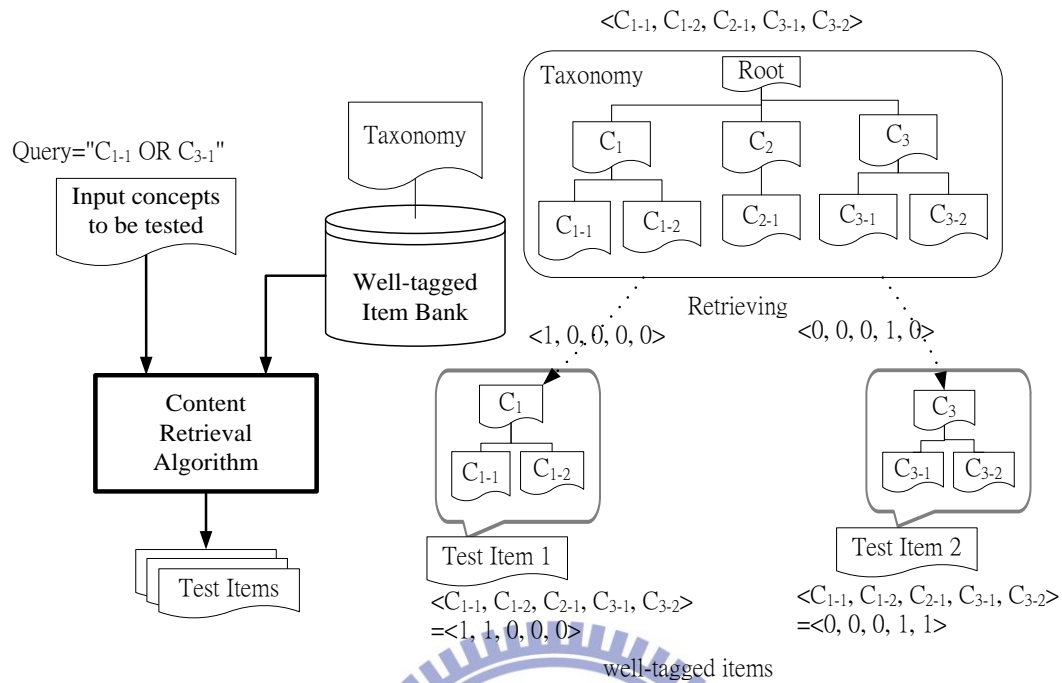 <C1-1, C1-2, C2-1, C3-1, C3-2>
Taxonomy
Root
C1
C2
C3
C1-1
C1-2
C2-1
C3-1
C3-2
Taxonomy
Query="C1-1 OR C3-1"
Input concepts
to be tested
Well-tagged
Item Bank
Retrieving
<1, 0, 0, 0, 0>
<0, 0, 0, 1, 0>
Content
Retrieval
Algorithm
Test Items
C1
C1-1
C1-2
Test Item 1
<C1-1, C1-2, C2-1, C3-1, C3-2>
=<1, 1, 0, 0, 0>
C3
C3-1
C3-2
Test Item 2
<C1-1, C1-2, C2-1, C3-1, C3-2>
=<0, 0, 0, 1, 1>
well-tagged items